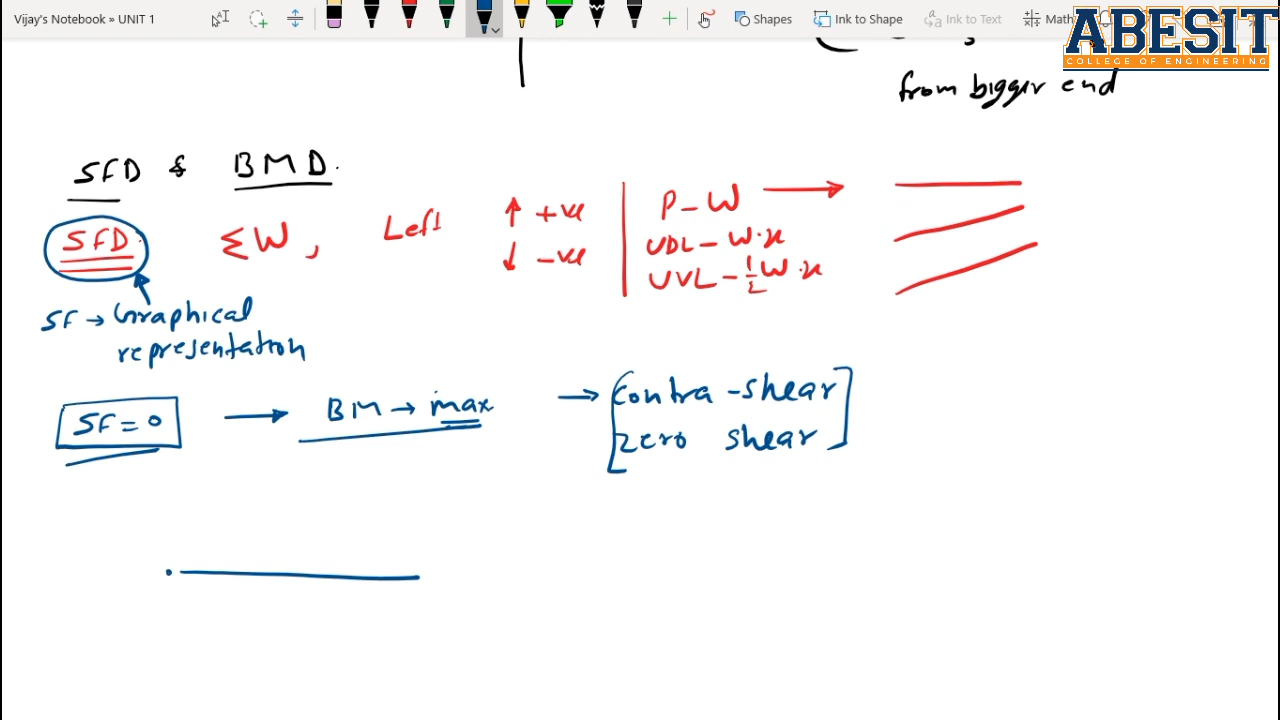 Vijay's Notebook » UNIT 1
Shapes
Ink to Shape
Ink to Text
Math
ABESIT
COLLEGE OF ENGINEERING
from bigger end
SFD & BMD.
SFD. ΣW, Left ↑ +ve P - W →
↓ -ve UDL - W.x
UVL - 1/2 W.x
SF → Graphical
representation
SF = 0 → BM → max → [Contra - shear]
zero shear